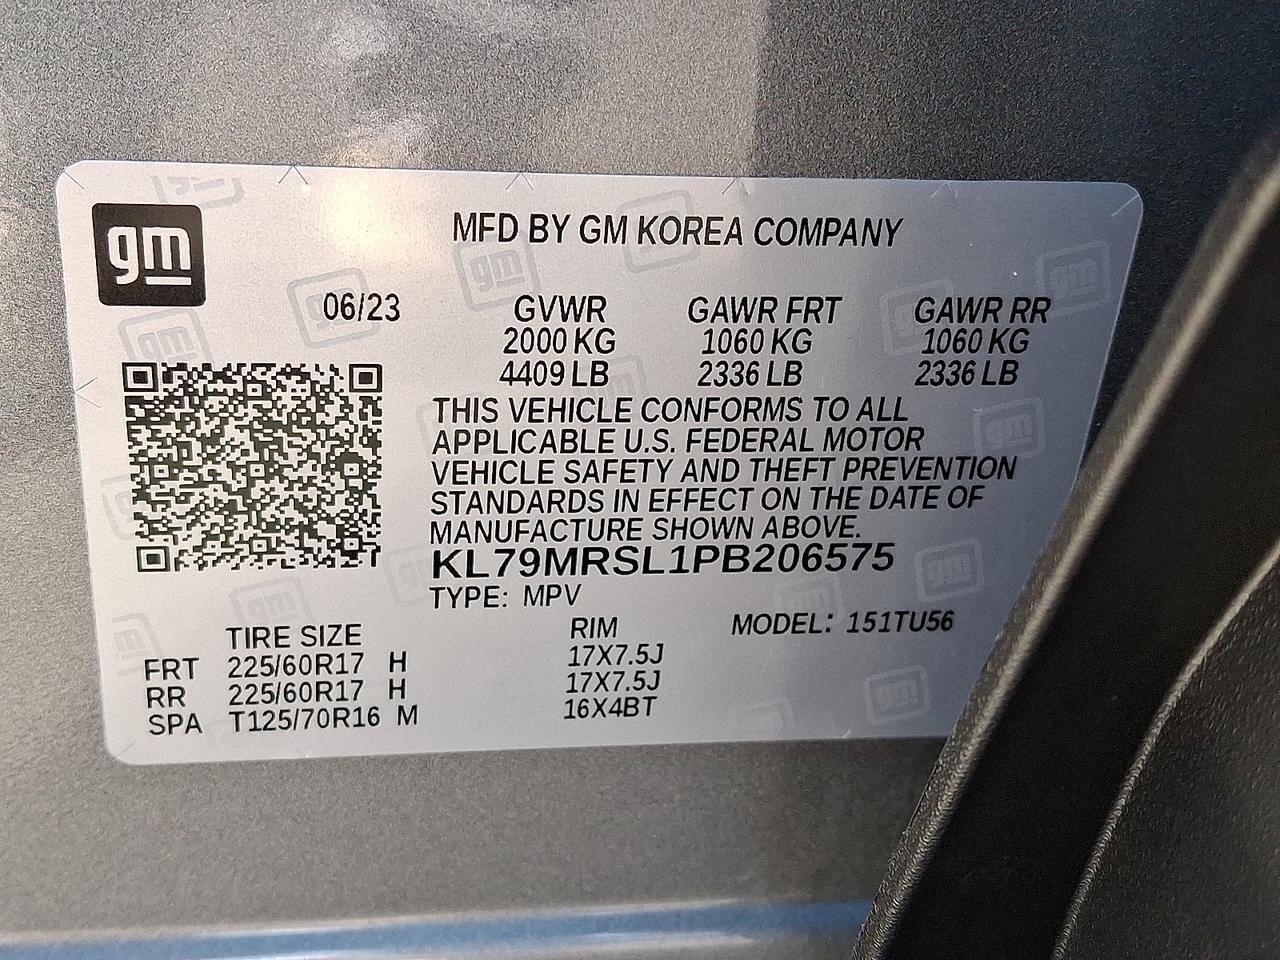 gm
MFD BY GM KOREA COMPANY
06/23 GVWR GAWR FRT GAWR RR
2000 KG 1060 KG 1060 KG
4409 LB 2336 LB 2336 LB
THIS VEHICLE CONFORMS TO ALL
APPLICABLE U.S. FEDERAL MOTOR
VEHICLE SAFETY AND THEFT PREVENTION
STANDARDS IN EFFECT ON THE DATE OF
MANUFACTURE SHOWN ABOVE.
KL79MRSL1PB206575
TYPE: MPV
TIRE SIZE RIM MODEL: 151TU56
FRT 225/60R17 H 17X7.5J
RR 225/60R17 H 17X7.5J
SPA T125/70R16 M 16X4BT